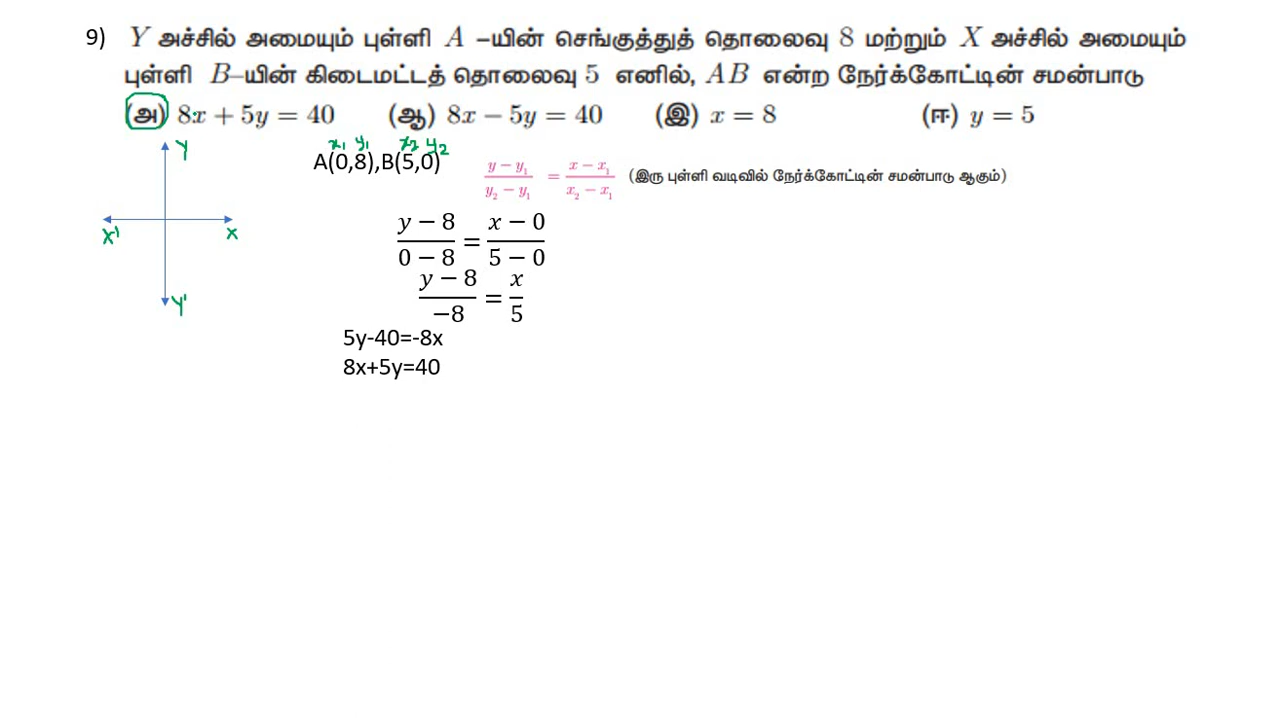 9) Y அச்சில் அமையும் புள்ளி A –யின் செங்குத்துத் தொலைவு 8 மற்றும் X அச்சில் அமையும்
புள்ளி B–யின் கிடைமட்டத் தொலைவு 5 எனில், AB என்ற நேர்க்கோட்டின் சமன்பாடு
(அ) 8x + 5y = 40 (ஆ) 8x − 5y = 40 (இ) x = 8 (ஈ) y = 5
Y
x₁ y₁ x₂ y₂
A(0,8),B(5,0)
(y − y₁)/(y₂ − y₁) = (x − x₁)/(x₂ − x₁) (இரு புள்ளி வடிவில் நேர்க்கோட்டின் சமன்பாடு ஆகும்)
X' X
(y − 8)/(0 − 8) = (x − 0)/(5 − 0)
(y − 8)/−8 = x/5
Y'
5y-40=-8x
8x+5y=40